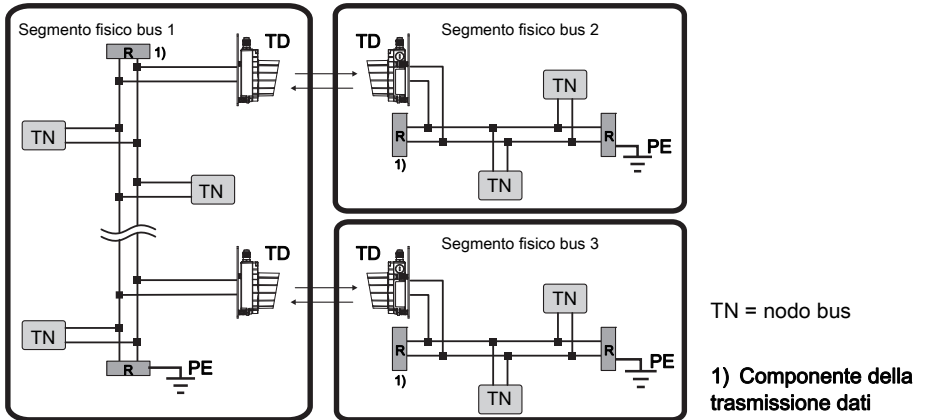 Segmento fisico bus 1
R 1)
TD
TN
TN
TD
TN
R
PE
Segmento fisico bus 2
TD
TN
R
R
1)
PE
TN
Segmento fisico bus 3
TD
TN
R
R
1)
PE
TN
TN = nodo bus
1) Componente della
trasmissione dati